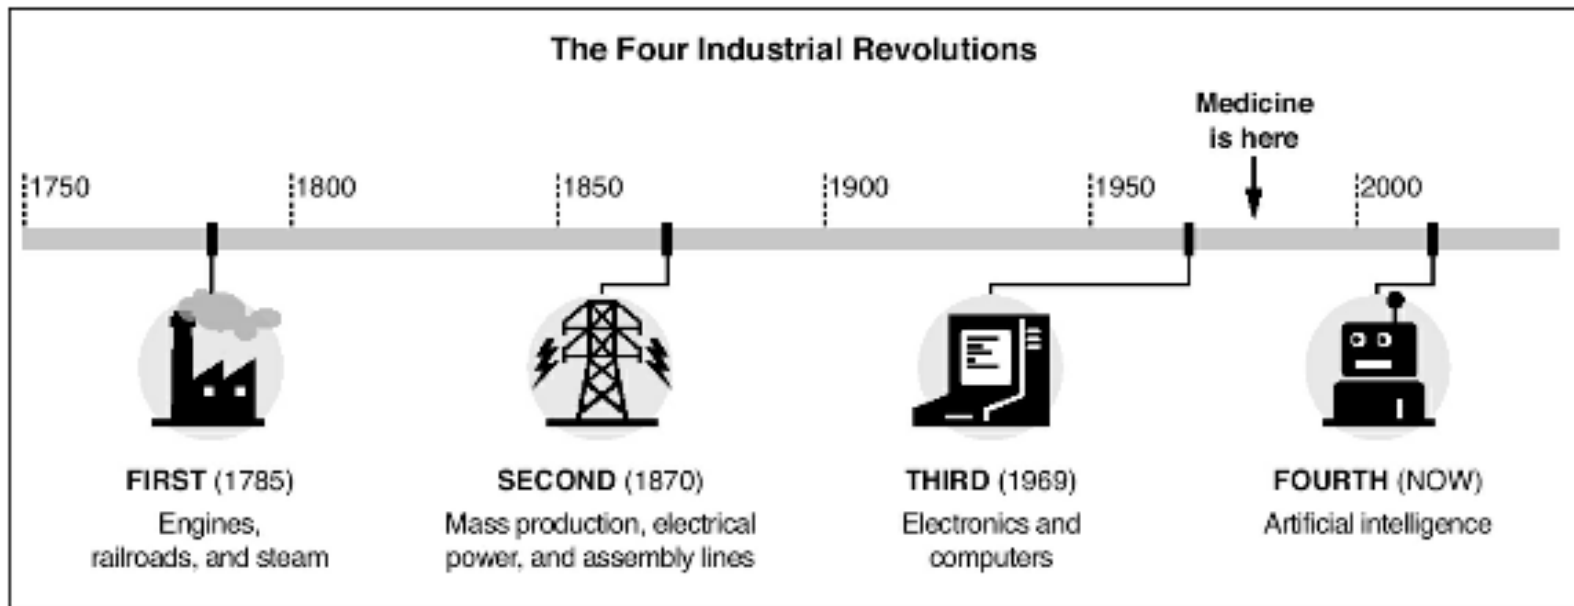 The Four Industrial Revolutions
Medicine
is here
1750
1800
1850
1900
1950
2000
FIRST (1785)
Engines,
railroads, and steam
SECOND (1870)
Mass production, electrical
power, and assembly lines
THIRD (1969)
Electronics and
computers
FOURTH (NOW)
Artificial intelligence